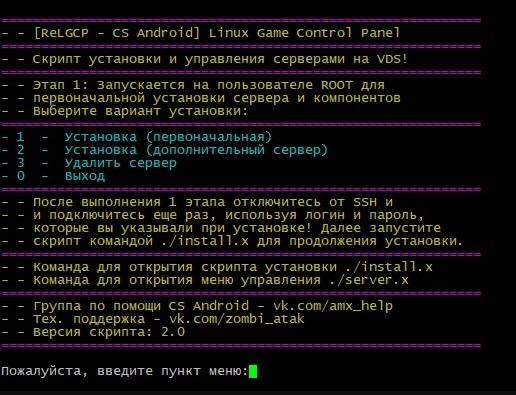 - - [ReLGCP - CS Android] Linux Game Control Panel
- - Скрипт установки и управления серверами на VDS!
- - Этап 1: Запускается на пользователе ROOT для
- - первоначальной установки сервера и компонентов
- - Выберите вариант установки:
- 1  -  Установка (первоначальная)
- 2  -  Установка (дополнительный сервер)
- 3  -  Удалить сервер
- 0  -  Выход
- - После выполнения 1 этапа отключитесь от SSH и
- - и подключитесь еще раз, используя логин и пароль,
- - которые вы указывали при установке! Далее запустите
- - скрипт командой ./install.x для продолжения установки.
- - Команда для открытия скрипта установки ./install.x
- - Команда для открытия меню управления ./server.x
- - Группа по помощи CS Android - vk.com/amx_help
- - Тех. поддержка - vk.com/zombi_atak
- - Версия скрипта: 2.0
Пожалуйста, введите пункт меню: